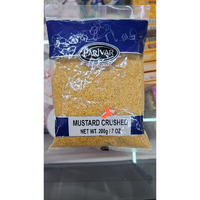 PARIVAR
MUSTARD CRUSHED
NET WT. 200g / 7 OZ